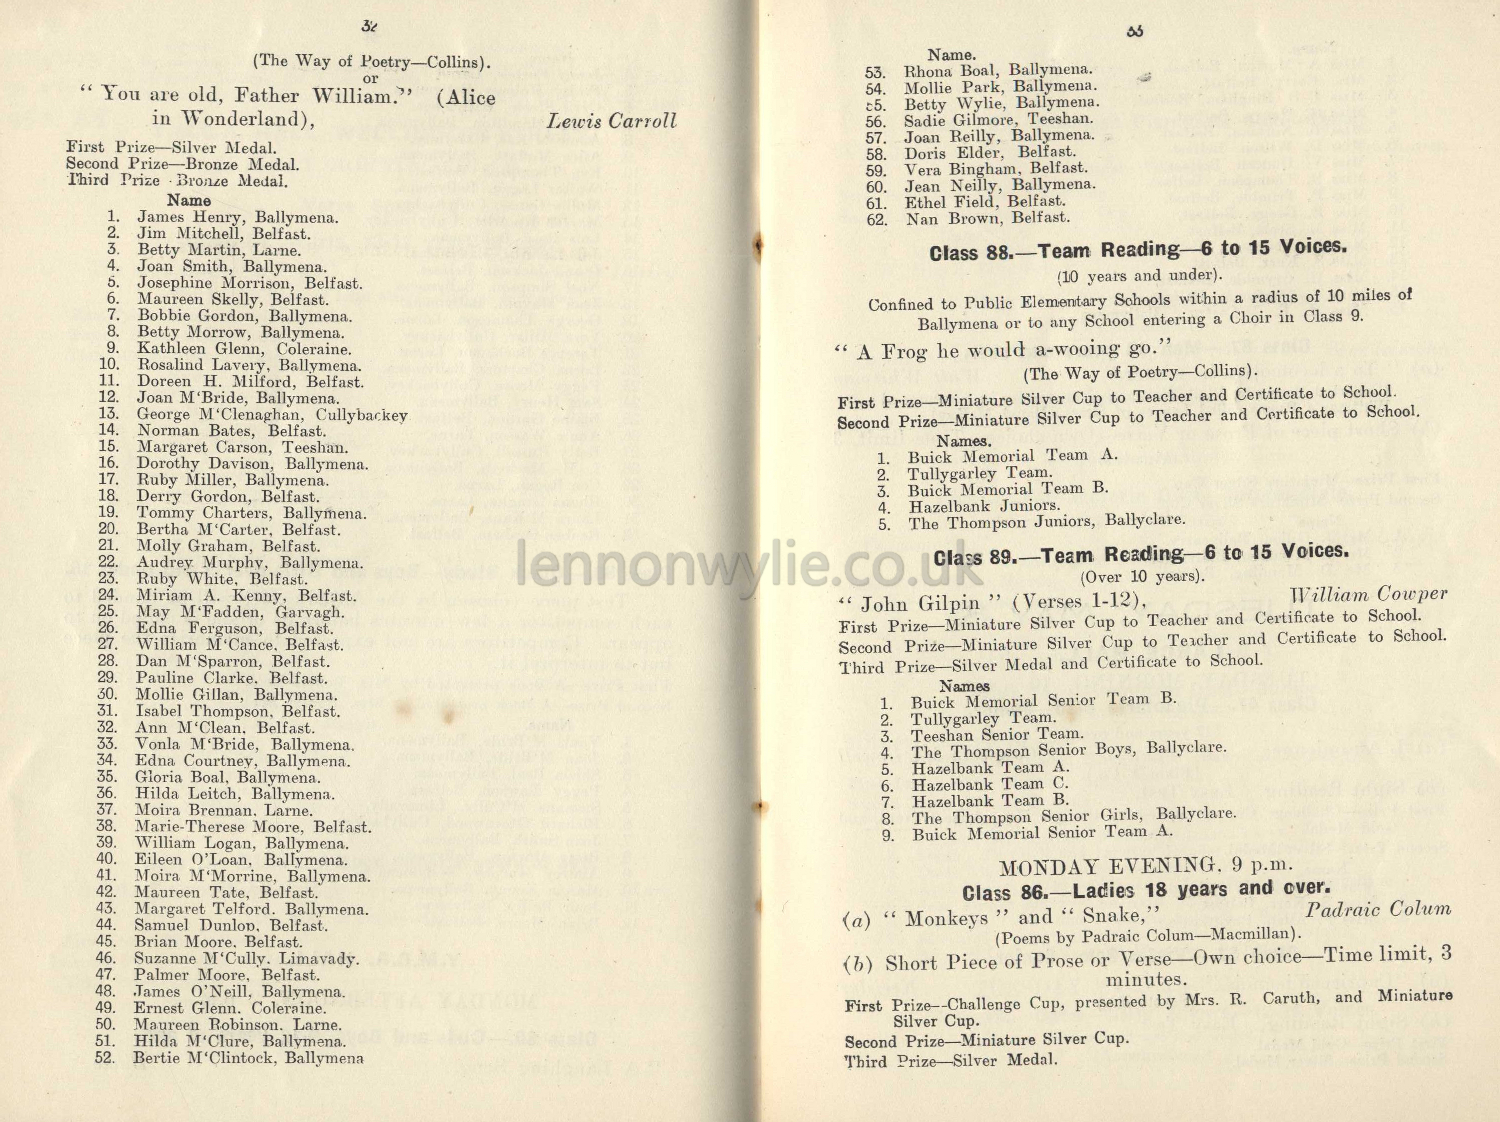 32
(The Way of Poetry—Collins).
or
“ You are old, Father William.” (Alice
in Wonderland), Lewis Carroll
First Prize—Silver Medal.
Second Prize—Bronze Medal.
Third Prize - Bronze Medal.
Name
1. James Henry, Ballymena.
2. Jim Mitchell, Belfast.
3. Betty Martin, Larne.
4. Joan Smith, Ballymena.
5. Josephine Morrison, Belfast.
6. Maureen Skelly, Belfast.
7. Bobbie Gordon, Ballymena.
8. Betty Morrow, Ballymena.
9. Kathleen Glenn, Coleraine.
10. Rosalind Lavery, Ballymena.
11. Doreen H. Milford, Belfast.
12. Joan M‘Bride, Ballymena.
13. George M‘Clenaghan, Cullybackey
14. Norman Bates, Belfast.
15. Margaret Carson, Teeshan.
16. Dorothy Davison, Ballymena.
17. Ruby Miller, Ballymena.
18. Derry Gordon, Belfast.
19. Tommy Charters, Ballymena.
20. Bertha M‘Carter, Belfast.
21. Molly Graham, Belfast.
22. Audrey Murphy, Ballymena.
23. Ruby White, Belfast.
24. Miriam A. Kenny, Belfast.
25. May M‘Fadden, Garvagh.
26. Edna Ferguson, Belfast.
27. William M‘Cance, Belfast.
28. Dan M‘Sparron, Belfast.
29. Pauline Clarke, Belfast.
30. Mollie Gillan, Ballymena.
31. Isabel Thompson, Belfast.
32. Ann M‘Clean, Belfast.
33. Vonla M‘Bride, Ballymena.
34. Edna Courtney, Ballymena.
35. Gloria Boal, Ballymena.
36. Hilda Leitch, Ballymena.
37. Moira Brennan, Larne.
38. Marie-Therese Moore, Belfast.
39. William Logan, Ballymena.
40. Eileen O’Loan, Ballymena.
41. Moira M‘Morrine, Ballymena.
42. Maureen Tate, Belfast.
43. Margaret Telford. Ballymena.
44. Samuel Dunlop, Belfast.
45. Brian Moore, Belfast.
46. Suzanne M‘Cully. Limavady.
47. Palmer Moore, Belfast.
48. James O’Neill, Ballymena.
49. Ernest Glenn. Coleraine.
50. Maureen Robinson. Larne.
51. Hilda M‘Clure, Ballymena.
52. Bertie M‘Clintock, Ballymena
33
Name.
53. Rhona Boal, Ballymena.
54. Mollie Park, Ballymena.
55. Betty Wylie, Ballymena.
56. Sadie Gilmore, Teeshan.
57. Joan Reilly, Ballymena.
58. Doris Elder, Belfast.
59. Vera Bingham, Belfast.
60. Jean Neilly, Ballymena.
61. Ethel Field, Belfast.
62. Nan Brown, Belfast.
Class 88.—Team Reading—6 to 15 Voices.
(10 years and under).
Confined to Public Elementary Schools within a radius of 10 miles of
Ballymena or to any School entering a Choir in Class 9.
“ A Frog he would a-wooing go.”
(The Way of Poetry—Collins).
First Prize—Miniature Silver Cup to Teacher and Certificate to School.
Second Prize—Miniature Silver Cup to Teacher and Certificate to School.
Names.
1. Buick Memorial Team A.
2. Tullygarley Team.
3. Buick Memorial Team B.
4. Hazelbank Juniors.
5. The Thompson Juniors, Ballyclare.
lennonwylie.co.uk
Class 89.—Team Reading—6 to 15 Voices.
(Over 10 years).
“ John Gilpin ” (Verses 1-12), William Cowper
First Prize—Miniature Silver Cup to Teacher and Certificate to School.
Second Prize—Miniature Silver Cup to Teacher and Certificate to School.
Third Prize—Silver Medal and Certificate to School.
Names
1. Buick Memorial Senior Team B.
2. Tullygarley Team.
3. Teeshan Senior Team.
4. The Thompson Senior Boys, Ballyclare.
5. Hazelbank Team A.
6. Hazelbank Team C.
7. Hazelbank Team B.
8. The Thompson Senior Girls, Ballyclare.
9. Buick Memorial Senior Team A.
MONDAY EVENING, 9 p.m.
Class 86.—Ladies 18 years and over.
(a) “ Monkeys ” and “ Snake,” Padraic Colum
(Poems by Padraic Colum—Macmillan).
(b) Short Piece of Prose or Verse—Own choice—Time limit, 3
minutes.
First Prize—Challenge Cup, presented by Mrs. R. Caruth, and Miniature
Silver Cup.
Second Prize—Miniature Silver Cup.
Third Prize—Silver Medal.